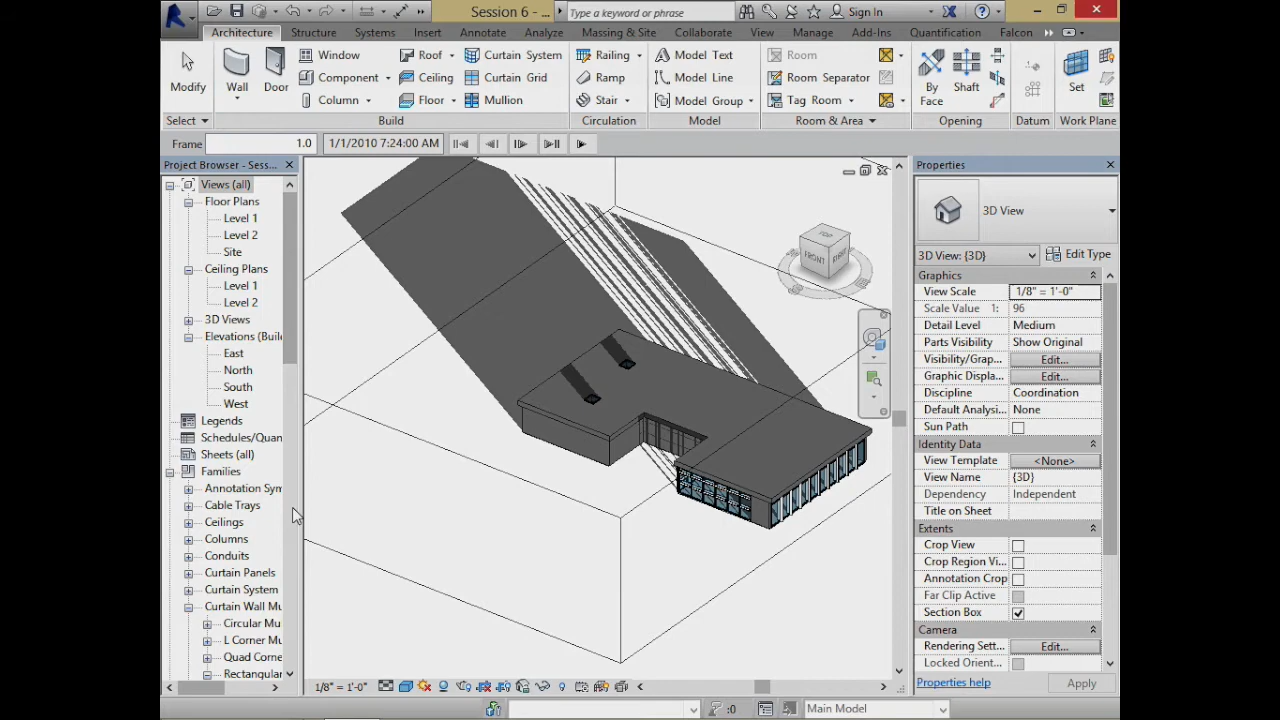 Session 6 - ...
Type a keyword or phrase
Sign In
Architecture Structure Systems Insert Annotate Analyze Massing & Site Collaborate View Manage Add-Ins Quantification Falcon
Modify
Wall
Door
Window
Component
Column
Roof
Ceiling
Floor
Curtain System
Curtain Grid
Mullion
Railing
Ramp
Stair
Model Text
Model Line
Model Group
Room
Room Separator
Tag Room
By
Face
Shaft
Set
Select Build Circulation Model Room & Area Opening Datum Work Plane
Frame 1.0 1/1/2010 7:24:00 AM
Project Browser - Sess...
Views (all)
Floor Plans
Level 1
Level 2
Site
Ceiling Plans
Level 1
Level 2
3D Views
Elevations (Buil
East
North
South
West
Legends
Schedules/Quan
Sheets (all)
Families
Annotation Sym
Cable Trays
Ceilings
Columns
Conduits
Curtain Panels
Curtain System
Curtain Wall Mu
Circular Mu
L Corner Mu
Quad Corne
Rectangular
TOP
FRONT
Properties
3D View
3D View: {3D} Edit Type
Graphics
View Scale 1/8" = 1'-0"
Scale Value 1: 96
Detail Level Medium
Parts Visibility Show Original
Visibility/Grap... Edit...
Graphic Displa... Edit...
Discipline Coordination
Default Analysi... None
Sun Path
Identity Data
View Template <None>
View Name {3D}
Dependency Independent
Title on Sheet
Extents
Crop View
Crop Region Vi...
Annotation Crop
Far Clip Active
Section Box
Camera
Rendering Sett... Edit...
Locked Orient...
Properties help Apply
1/8" = 1'-0"
:0 Main Model